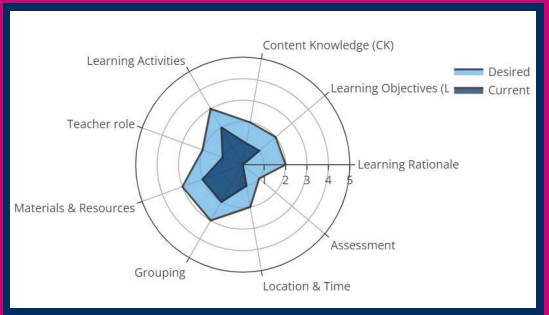 Content Knowledge (CK)
Learning Activities
Desired
Learning Objectives (L
Current
Teacher role
Learning Rationale
2 3 4 5
Materials & Resources
Assessment
Grouping
Location & Time